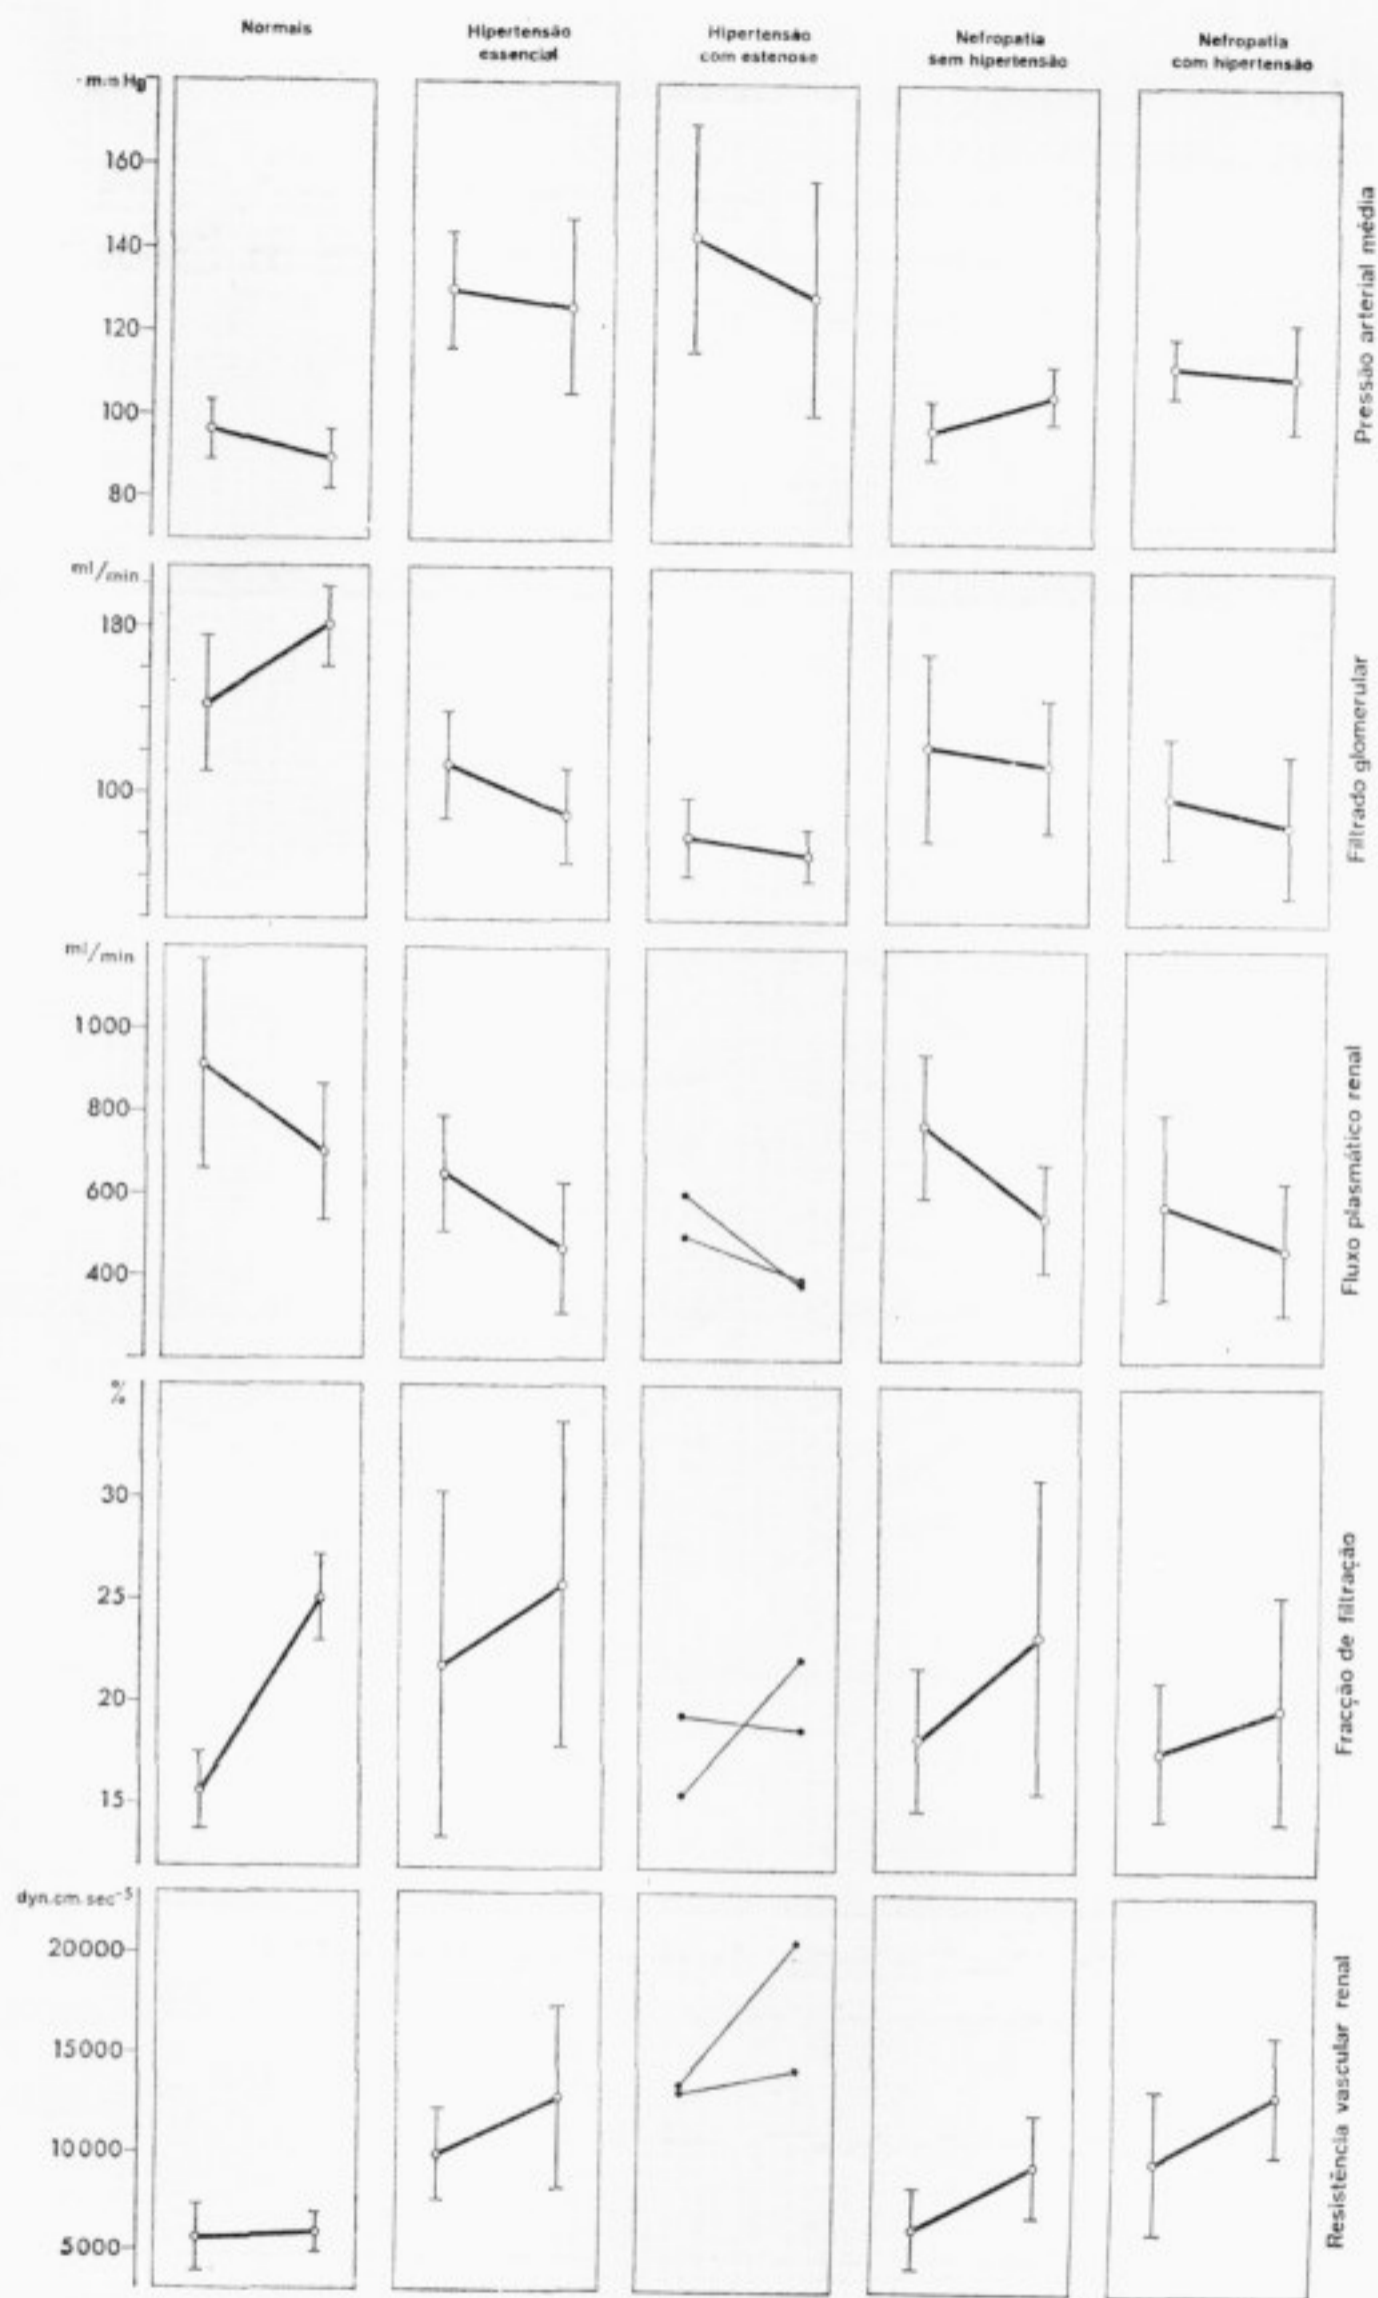 Normais
Hipertensão
essencial
Hipertensão
com estenose
Nefropatia
sem hipertensão
Nefropatia
com hipertensão
mm Hg
160
140
120
100
80
Pressão arterial média
ml/min
180
100
Filtrado glomerular
ml/min
1000
800
600
400
Fluxo plasmático renal
%
30
25
20
15
Fracção de filtração
dyn.cm.sec⁻⁵
20000
15000
10000
5000
Resistência vascular renal